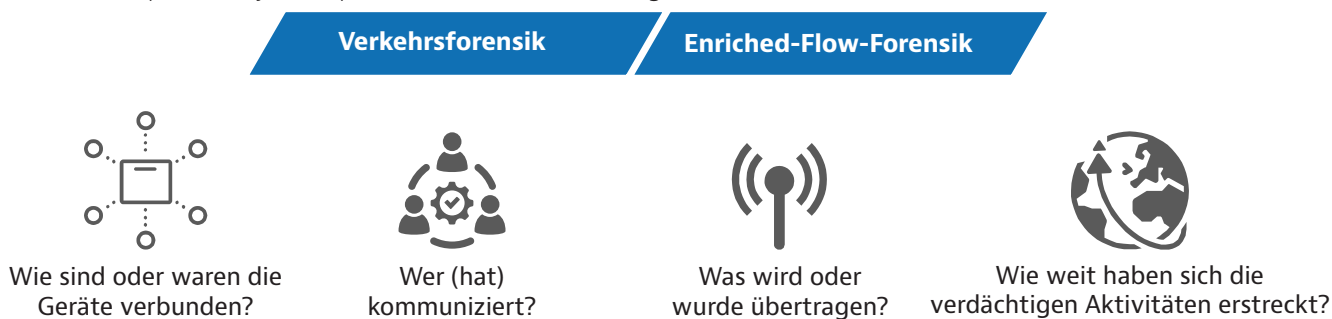 Verkehrsforensik
Enriched-Flow-Forensik
Wie sind oder waren die
Geräte verbunden?
Wer (hat)
kommuniziert?
Was wird oder
wurde übertragen?
Wie weit haben sich die
verdächtigen Aktivitäten erstreckt?